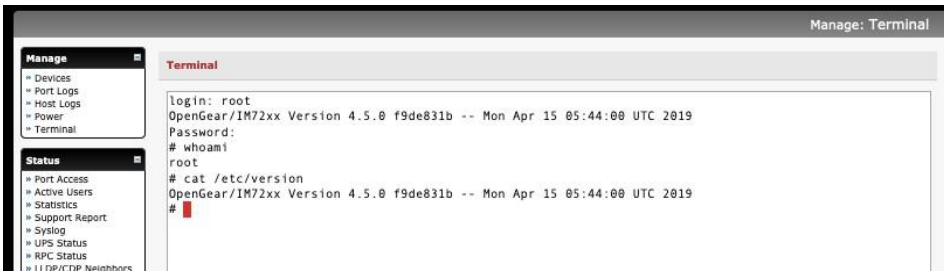 Manage: Terminal
Manage
» Devices
» Port Logs
» Host Logs
» Power
» Terminal
Status
» Port Access
» Active Users
» Statistics
» Support Report
» Syslog
» UPS Status
» RPC Status
» LLDP/CDP Neighbors
Terminal
login: root
OpenGear/IM72xx Version 4.5.0 f9de831b -- Mon Apr 15 05:44:00 UTC 2019
Password:
# whoami
root
# cat /etc/version
OpenGear/IM72xx Version 4.5.0 f9de831b -- Mon Apr 15 05:44:00 UTC 2019
#